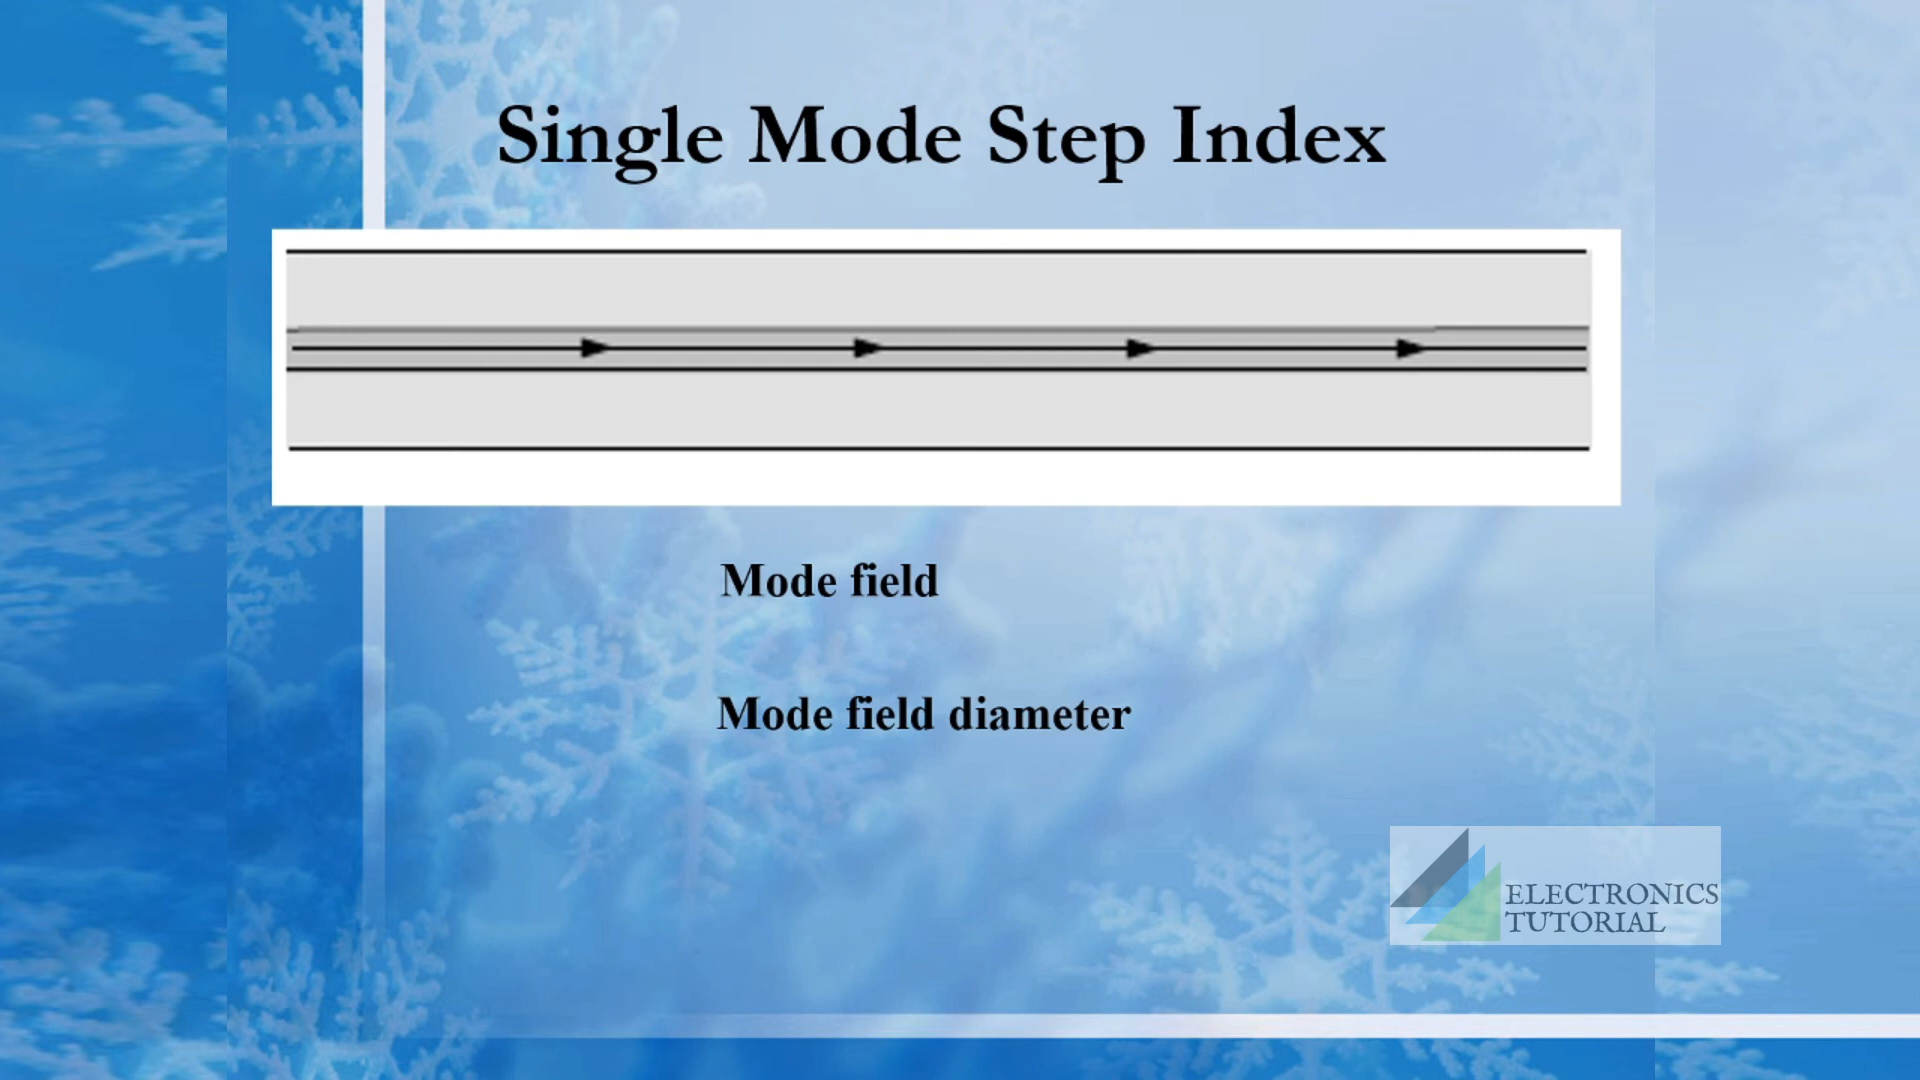 Single Mode Step Index
Mode field
Mode field diameter
ELECTRONICS
TUTORIAL